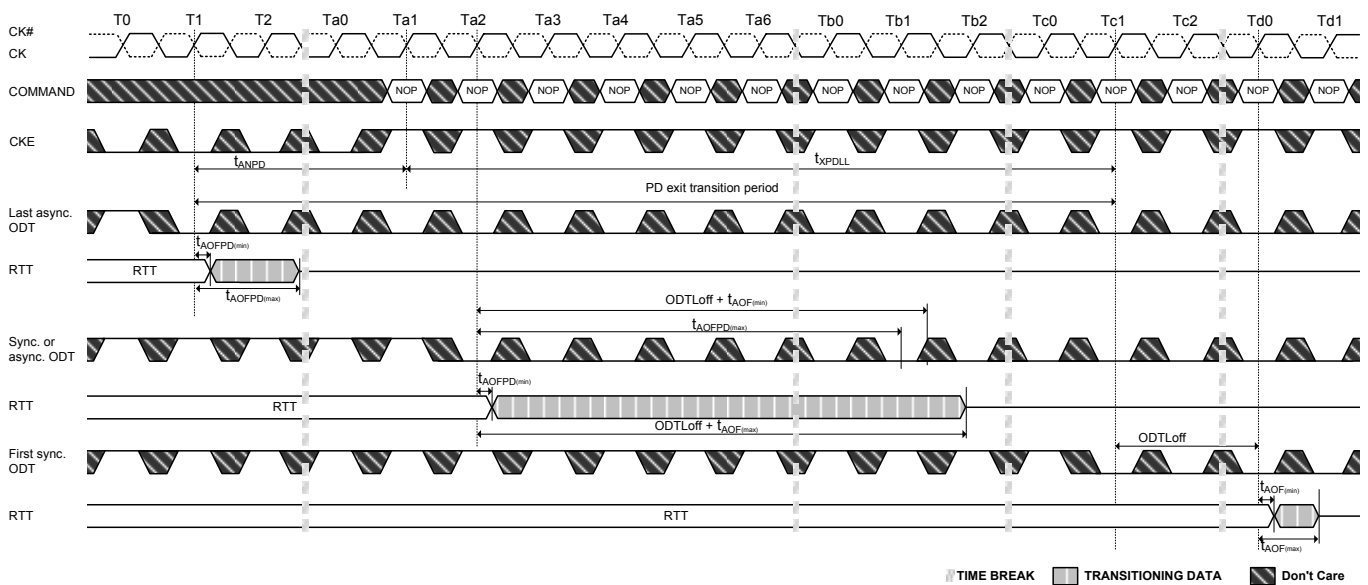 T0 T1 T2 Ta0 Ta1 Ta2 Ta3 Ta4 Ta5 Ta6 Tb0 Tb1 Tb2 Tc0 Tc1 Tc2 Td0 Td1
CK#
CK
COMMAND NOP NOP NOP NOP NOP NOP NOP NOP NOP NOP NOP NOP NOP NOP
CKE
tANPD tXPDLL
PD exit transition period
Last async.
ODT
tAOFPD(min)
RTT RTT
tAOFPD(max)
ODTLoff + tAOF(min)
tAOFPD(max)
Sync. or
async. ODT
tAOFPD(min)
RTT RTT
ODTLoff + tAOF(max)
First sync.
ODT
ODTLoff
tAOF(min)
RTT RTT
tAOF(max)
TIME BREAK TRANSITIONING DATA Don't Care